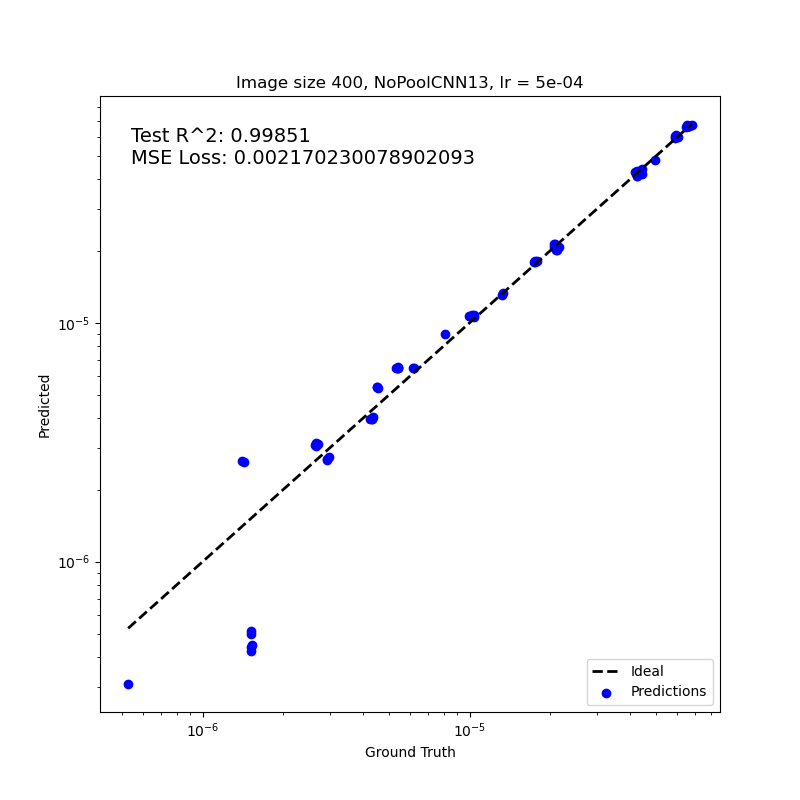 Image size 400, NoPoolCNN13, lr = 5e-04
Test R^2: 0.99851
MSE Loss: 0.002170230078902093
Predicted
10⁻⁵
10⁻⁶
Ideal
Predictions
10⁻⁶
10⁻⁵
Ground Truth